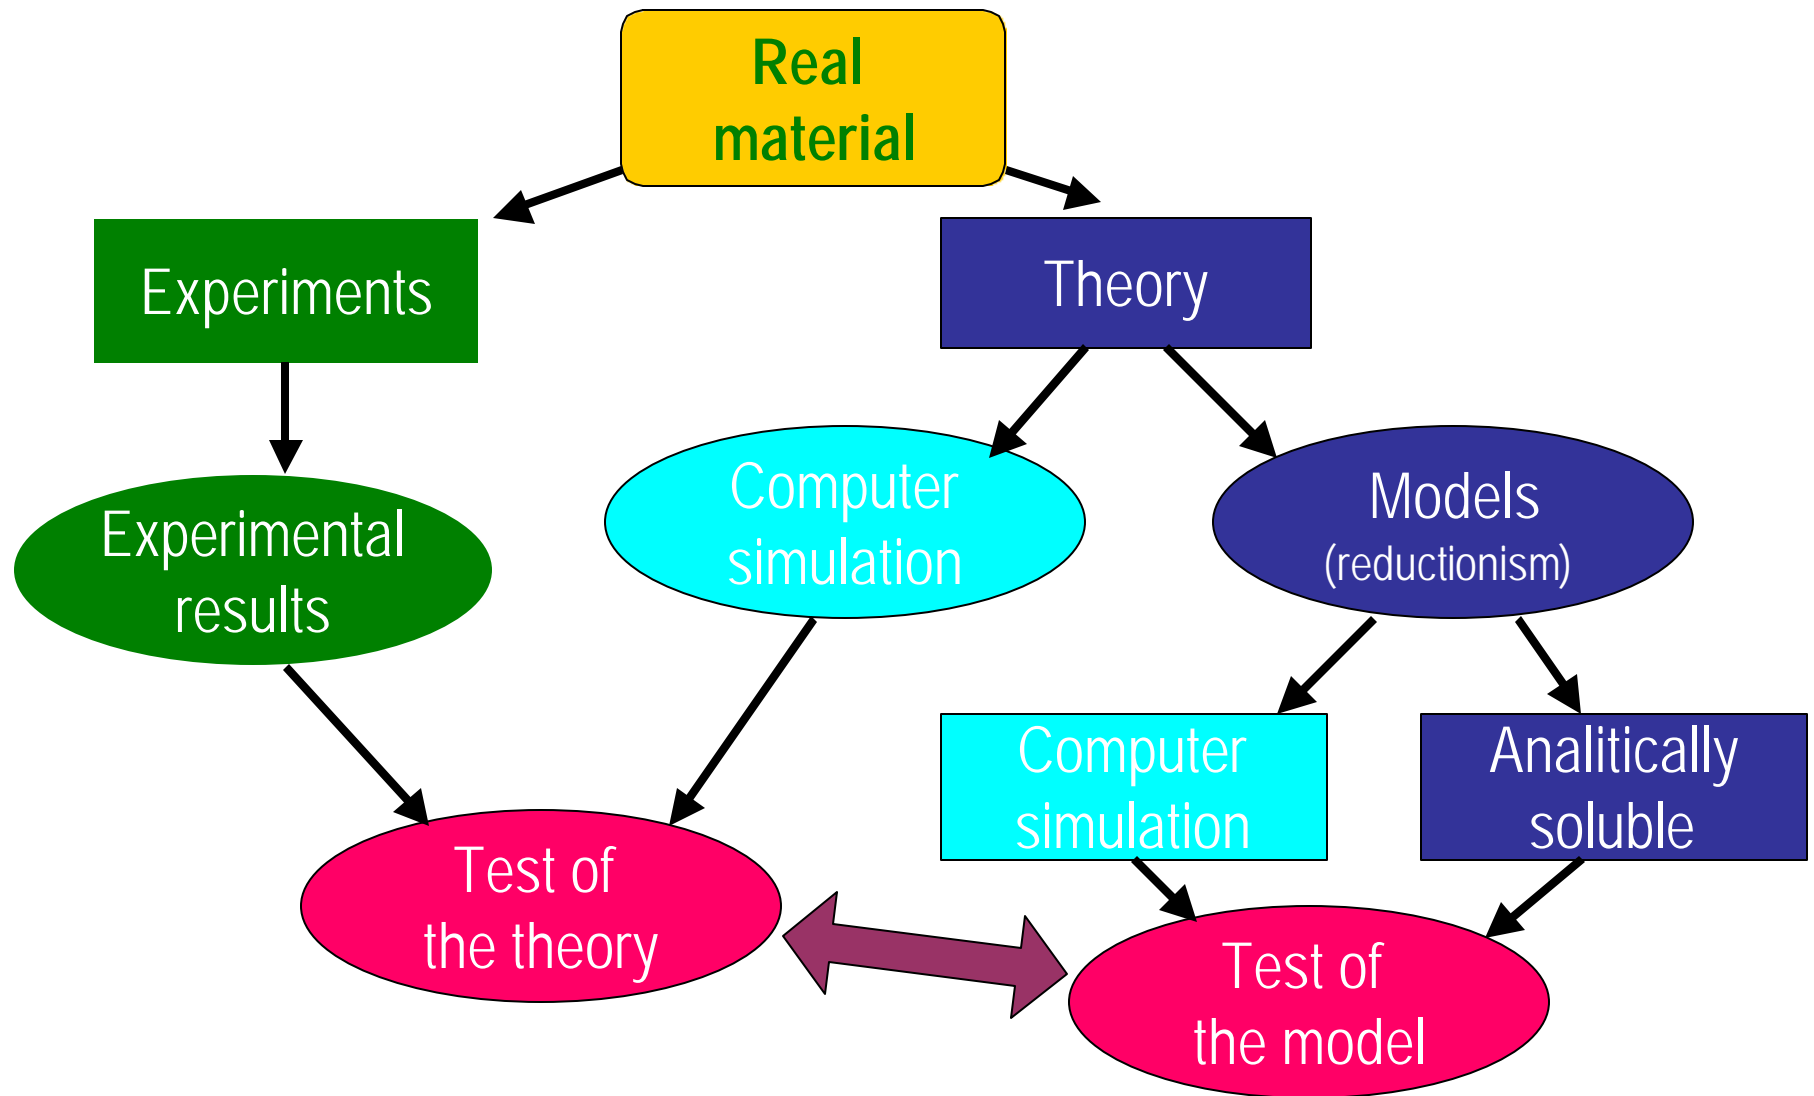 Real
material
Experiments
Theory
Experimental
results
Computer
simulation
Models
(reductionism)
Computer
simulation
Analitically
soluble
Test of
the theory
Test of
the model